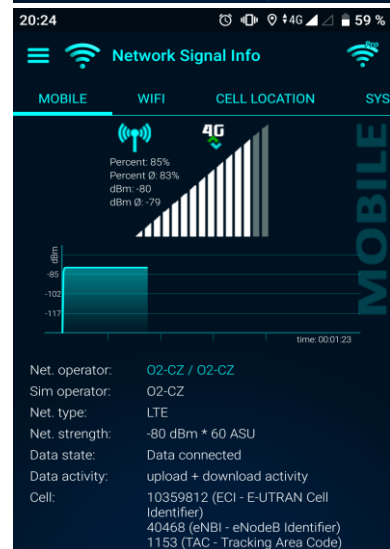 20:24 4G 59 %
Network Signal Info Pro
MOBILE WIFI CELL LOCATION SYS
4G
Percent: 85%
Percent Ø: 83%
dBm: -80
dBm Ø: -79
MOBILE
dBm
-85
-102
-117
time: 00:01:23
Net. operator: O2-CZ / O2-CZ
Sim operator: O2-CZ
Net. type: LTE
Net. strength: -80 dBm * 60 ASU
Data state: Data connected
Data activity: upload + download activity
Cell: 10359812 (ECI - E-UTRAN Cell
Identifier)
40468 (eNBI - eNodeB Identifier)
1153 (TAC - Tracking Area Code)